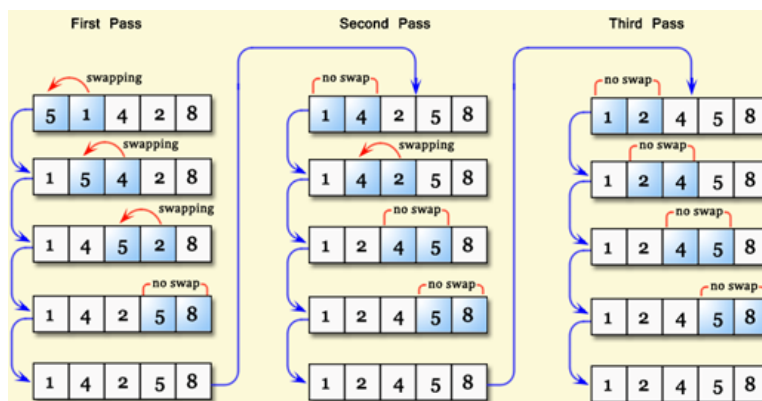 First Pass
swapping
5 1 4 2 8
swapping
1 5 4 2 8
swapping
1 4 5 2 8
no swap
1 4 2 5 8
1 4 2 5 8
Second Pass
no swap
1 4 2 5 8
swapping
1 4 2 5 8
no swap
1 2 4 5 8
no swap
1 2 4 5 8
1 2 4 5 8
Third Pass
no swap
1 2 4 5 8
no swap
1 2 4 5 8
no swap
1 2 4 5 8
no swap
1 2 4 5 8
1 2 4 5 8